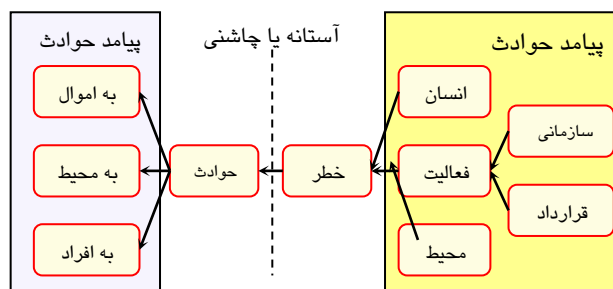 پیامد حوادث
آستانه یا چاشنی
پیامد حوادث
انسان
سازمانی
فعالیت
قرارداد
محیط
خطر
حوادث
به اموال
به محیط
به افراد